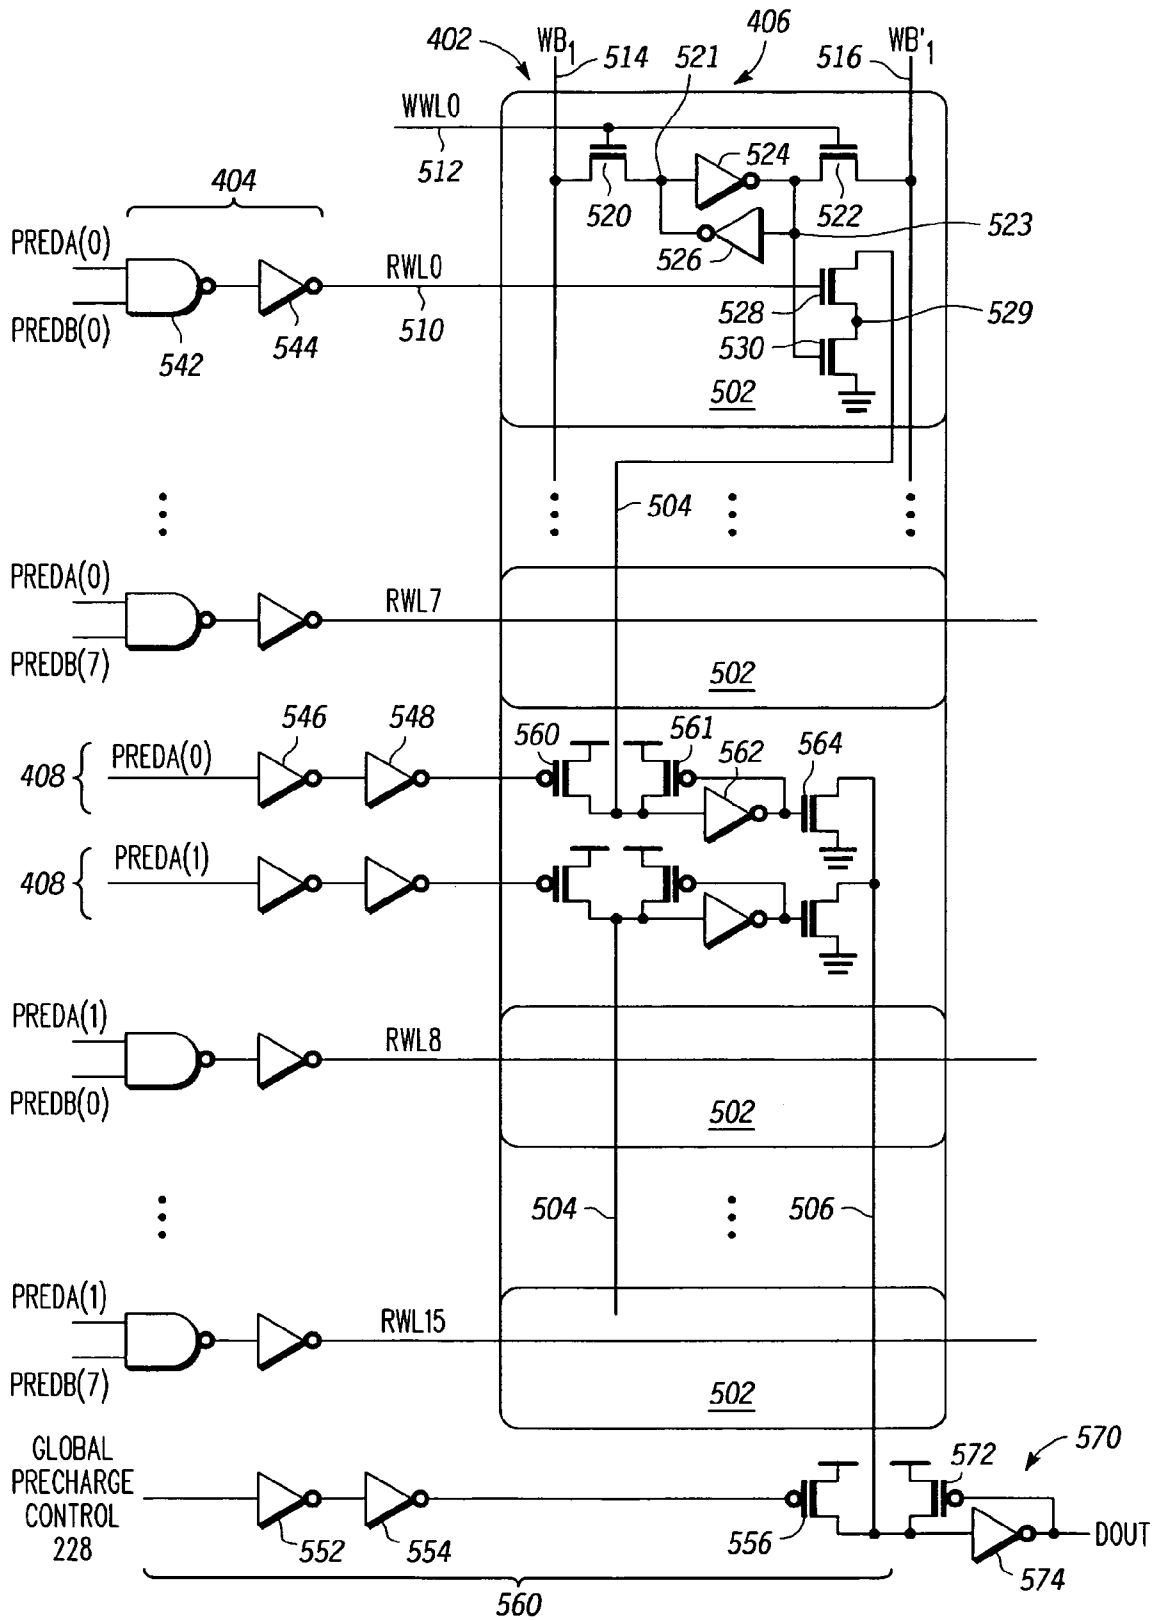 402
WB1
514
521
406
516
WB'1
WWL0
512
524
404
520
522
523
PREDA(0)
526
RWL0
528
529
PREDB(0)
542
544
510
530
502
504
PREDA(0)
RWL7
PREDB(7)
502
546
548
560
561
562
564
408
PREDA(0)
408
PREDA(1)
PREDA(1)
RWL8
PREDB(0)
502
504
506
PREDA(1)
RWL15
PREDB(7)
502
GLOBAL
PRECHARGE
CONTROL
228
552
554
556
572
570
DOUT
574
560